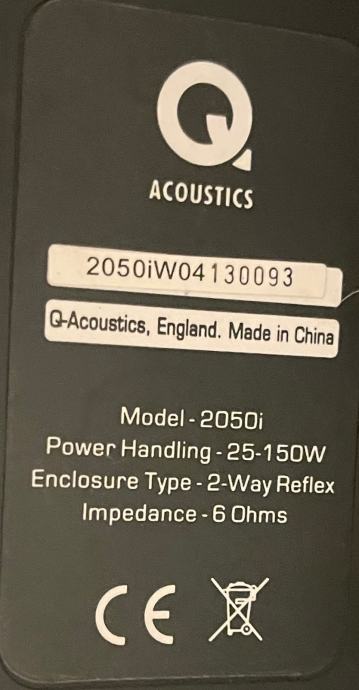 Q
ACOUSTICS
2050iW04130093
Q-Acoustics, England. Made in China
Model - 2050i
Power Handling - 25-150W
Enclosure Type - 2-Way Reflex
Impedance - 6 Ohms
CE